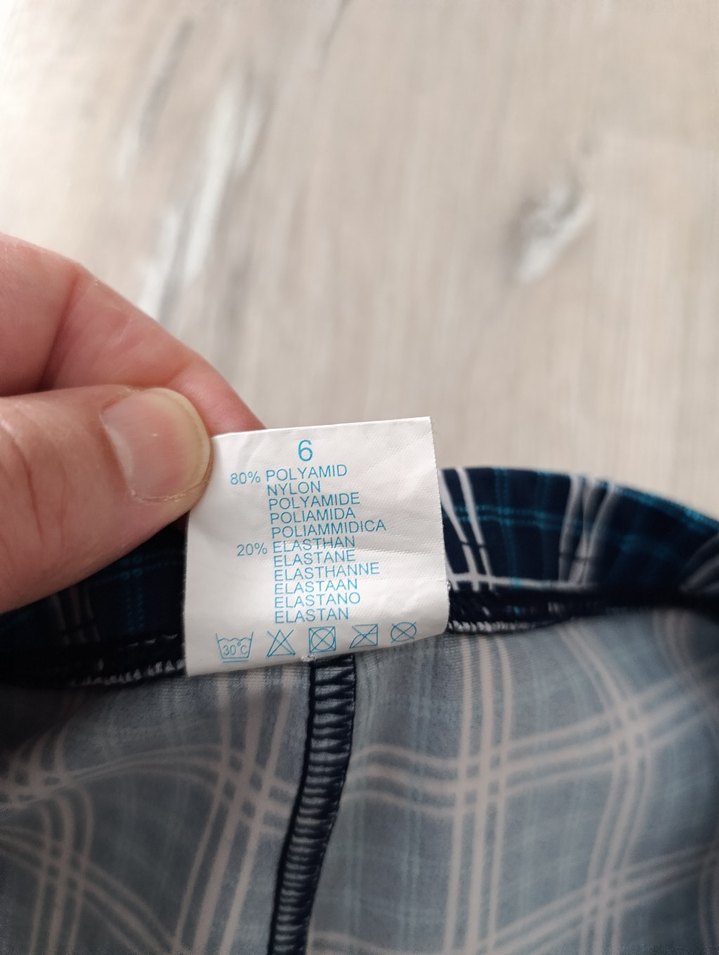 6
80% POLYAMID
NYLON
POLYAMIDE
POLIAMIDA
POLIAMMIDICA
20% ELASTHAN
ELASTANE
ELASTHANNE
ELASTAAN
ELASTANO
ELASTAN
30°C